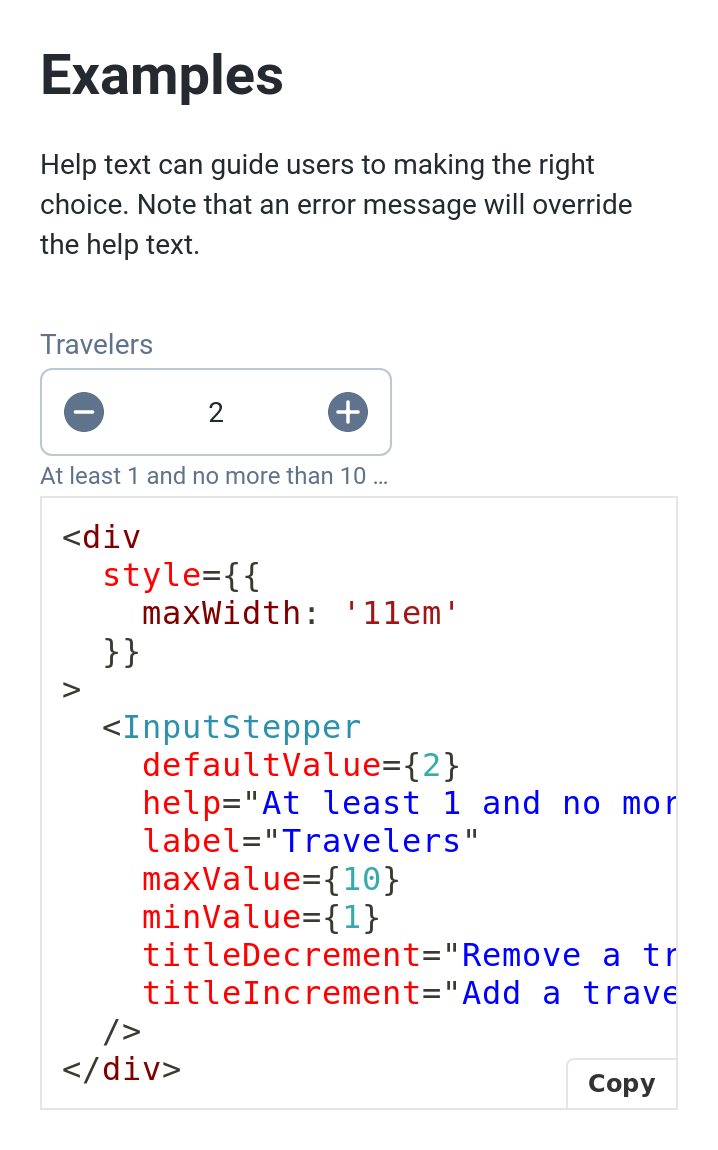 Examples
Help text can guide users to making the right
choice. Note that an error message will override
the help text.
Travelers
2
At least 1 and no more than 10 …
<div
  style={{
    maxWidth: '11em'
  }}
>
  <InputStepper
    defaultValue={2}
    help="At least 1 and no mor
    label="Travelers"
    maxValue={10}
    minValue={1}
    titleDecrement="Remove a tr
    titleIncrement="Add a trave
  />
</div>
Copy